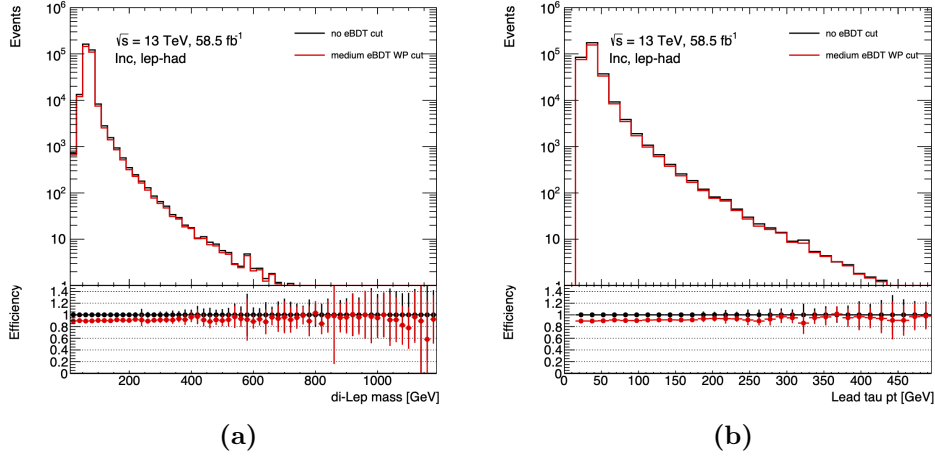 Events
10⁶
10⁵
10⁴
10³
10²
10
1
√s = 13 TeV, 58.5 fb⁻¹
Inc, lep-had
no eBDT cut
medium eBDT WP cut
Efficiency
1.4
1.2
1
0.8
0.6
0.4
0.2
0
200 400 600 800 1000
di-Lep mass [GeV]
(a)
Events
10⁶
10⁵
10⁴
10³
10²
10
1
√s = 13 TeV, 58.5 fb⁻¹
Inc, lep-had
no eBDT cut
medium eBDT WP cut
Efficiency
1.4
1.2
1
0.8
0.6
0.4
0.2
0
0 50 100 150 200 250 300 350 400 450
Lead tau pt [GeV]
(b)